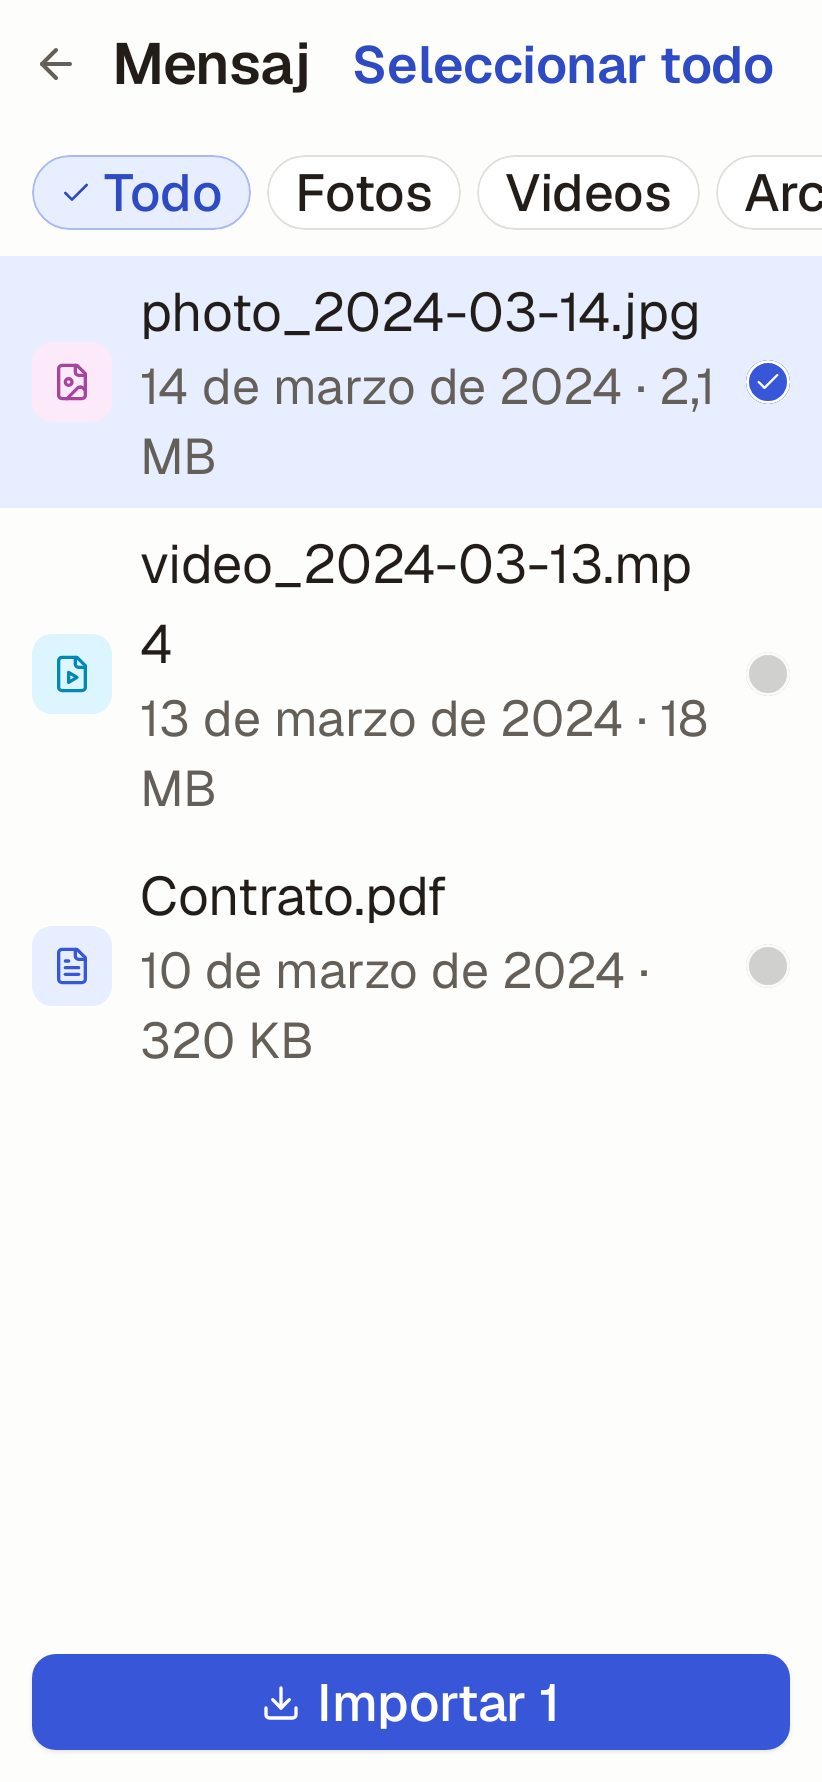 Mensaj Seleccionar todo
Todo Fotos Videos Arc
photo_2024-03-14.jpg
14 de marzo de 2024 · 2,1
MB
video_2024-03-13.mp
4
13 de marzo de 2024 · 18
MB
Contrato.pdf
10 de marzo de 2024 ·
320 KB
Importar 1